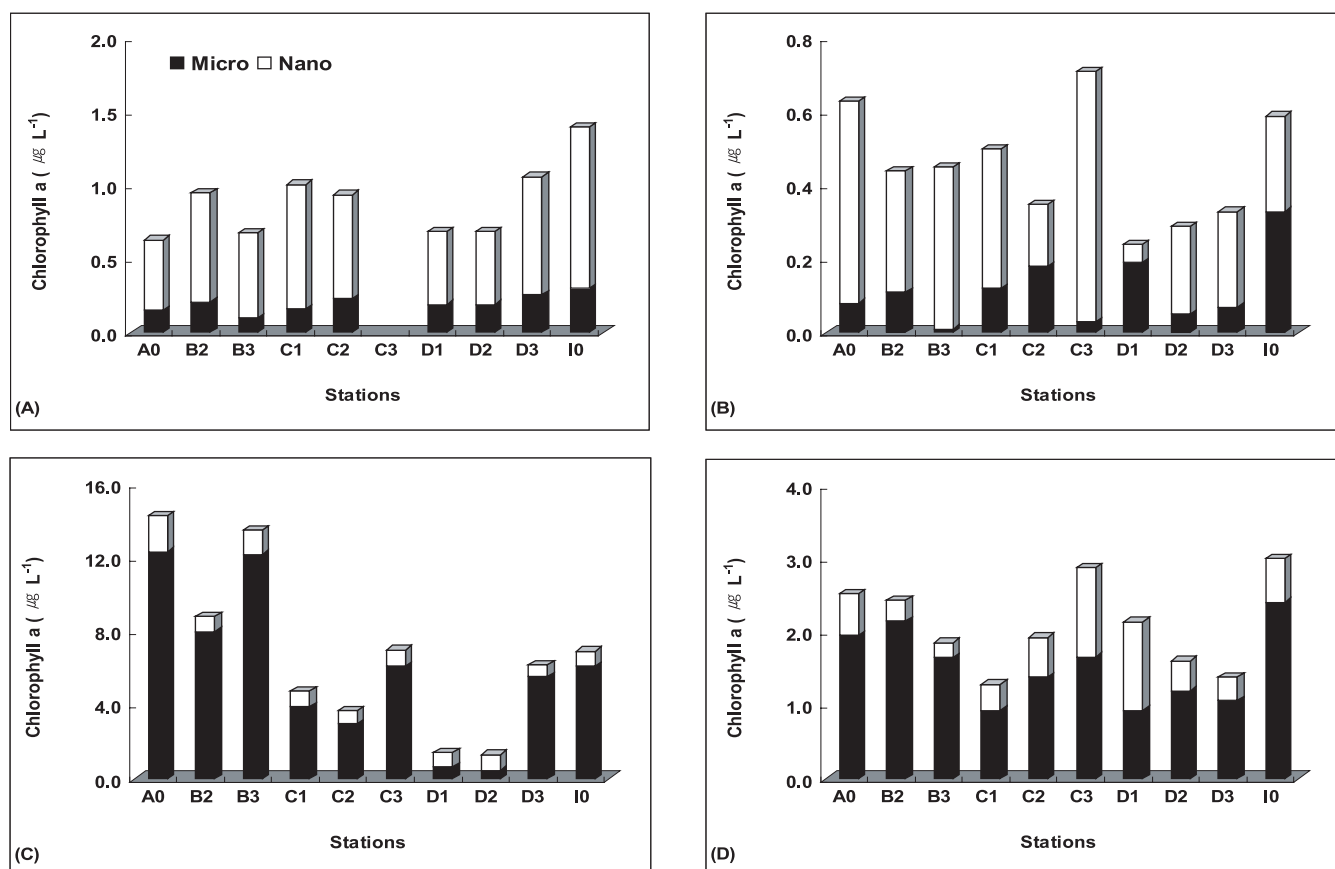 2.0
1.5
1.0
0.5
0.0
Chlorophyll a ( ㎍ L⁻¹)
Micro Nano
A0 B2 B3 C1 C2 C3 D1 D2 D3 I0
Stations
(A)
0.8
0.6
0.4
0.2
0.0
Chlorophyll a ( ㎍ L⁻¹)
A0 B2 B3 C1 C2 C3 D1 D2 D3 I0
Stations
(B)
16.0
12.0
8.0
4.0
0.0
Chlorophyll a ( ㎍ L⁻¹)
A0 B2 B3 C1 C2 C3 D1 D2 D3 I0
Stations
(C)
4.0
3.0
2.0
1.0
0.0
Chlorophyll a ( ㎍ L⁻¹)
A0 B2 B3 C1 C2 C3 D1 D2 D3 I0
Stations
(D)